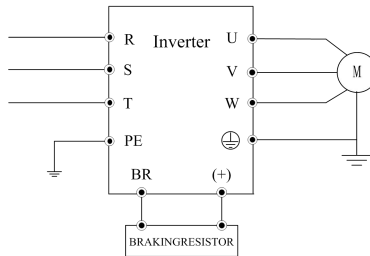 R Inverter U
S V
T W
PE
BR (+)
M
BRAKINGRESISTOR